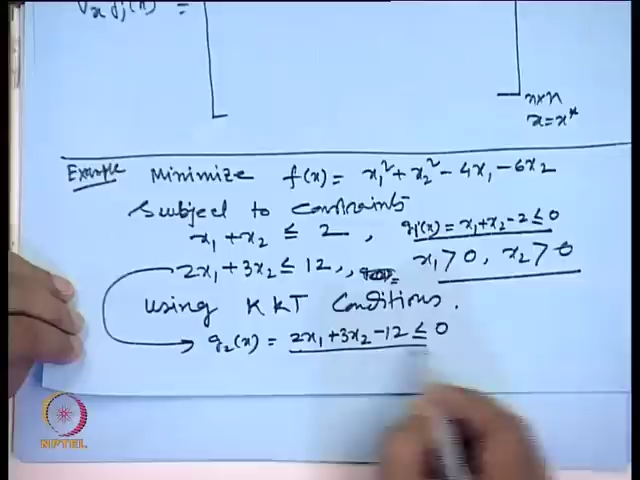 ∇ₓ gⱼ(x) =
n×n
x=x*
Example Minimize f(x) = x₁² + x₂² - 4x₁ - 6x₂
Subject to constraints
x₁ + x₂ ≤ 2 , g₁(x) = x₁+x₂-2 ≤ 0
2x₁ + 3x₂ ≤ 12 , x₁ > 0, x₂ > 0
using KKT Conditions.
g₂(x) = 2x₁ + 3x₂ - 12 ≤ 0
NPTEL